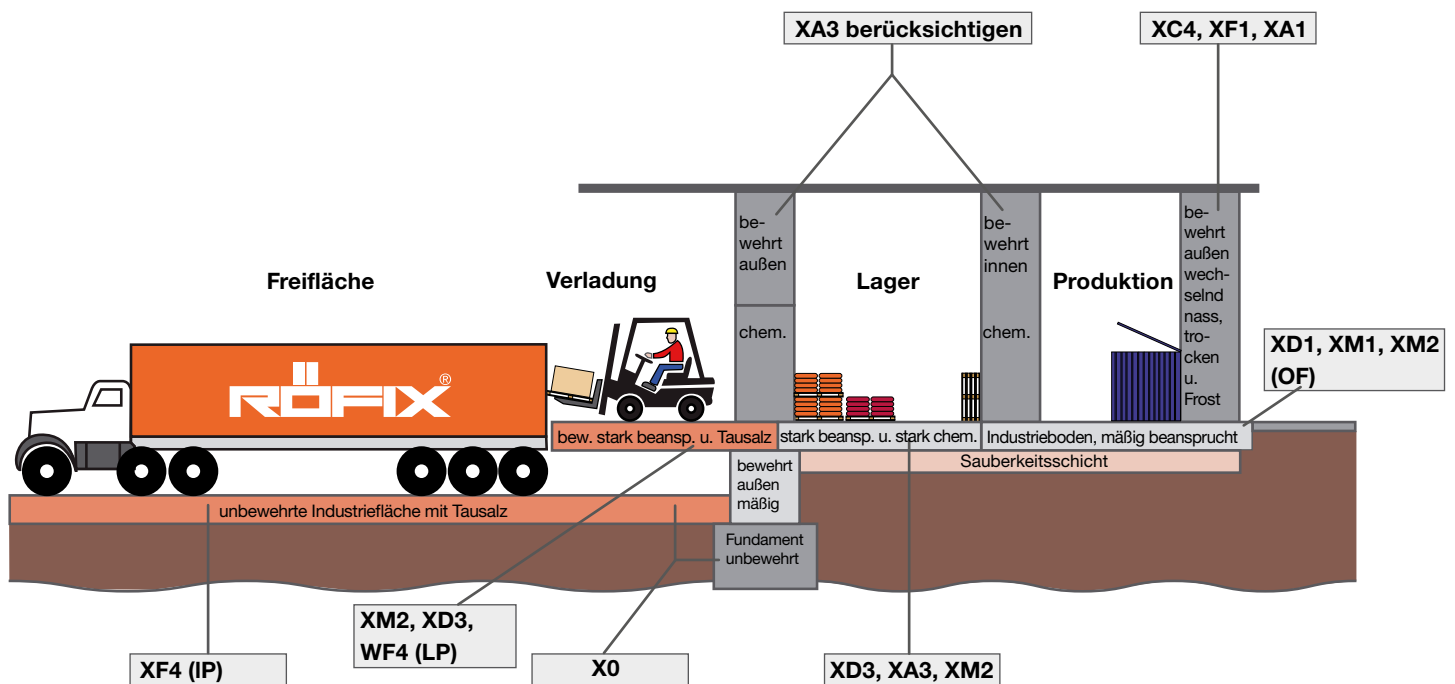 XA3 berücksichtigen
XC4, XF1, XA1
be-
wehrt
außen
chem.
be-
wehrt
innen
chem.
be-
wehrt
außen
wech-
selnd
nass,
tro-
cken
u.
Frost
Freifläche
Verladung
Lager
Produktion
RÖFIX®
XD1, XM1, XM2
(OF)
bew. stark beansp. u. Tausalz
stark beansp. u. stark chem.
Industrieboden, mäßig beansprucht
Sauberkeitsschicht
bewehrt
außen
mäßig
unbewehrte Industriefläche mit Tausalz
Fundament
unbewehrt
XM2, XD3,
WF4 (LP)
XF4 (IP)
X0
XD3, XA3, XM2